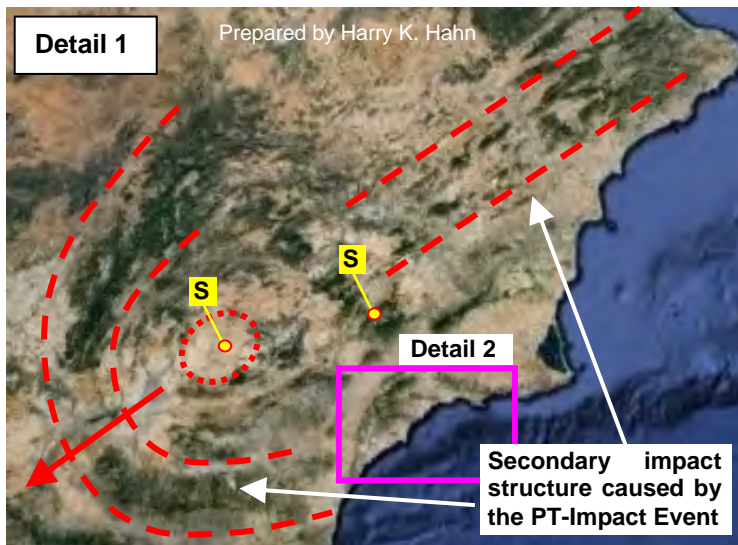 Detail 1
Prepared by Harry K. Hahn
S
S
Detail 2
Secondary impact
structure caused by
the PT-Impact Event